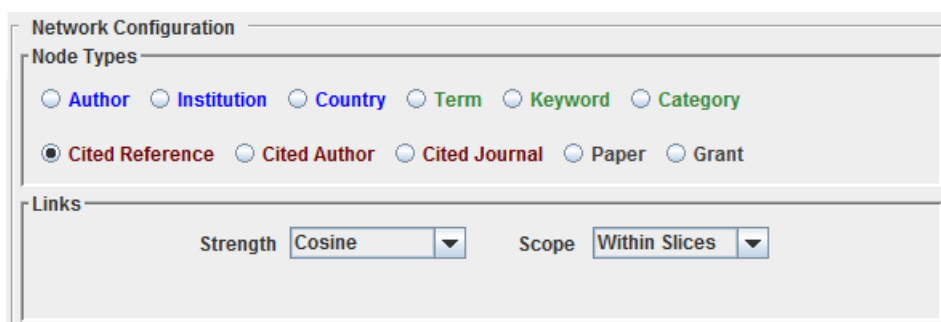 Network Configuration
Node Types
Author Institution Country Term Keyword Category
Cited Reference Cited Author Cited Journal Paper Grant
Links
Strength Cosine Scope Within Slices